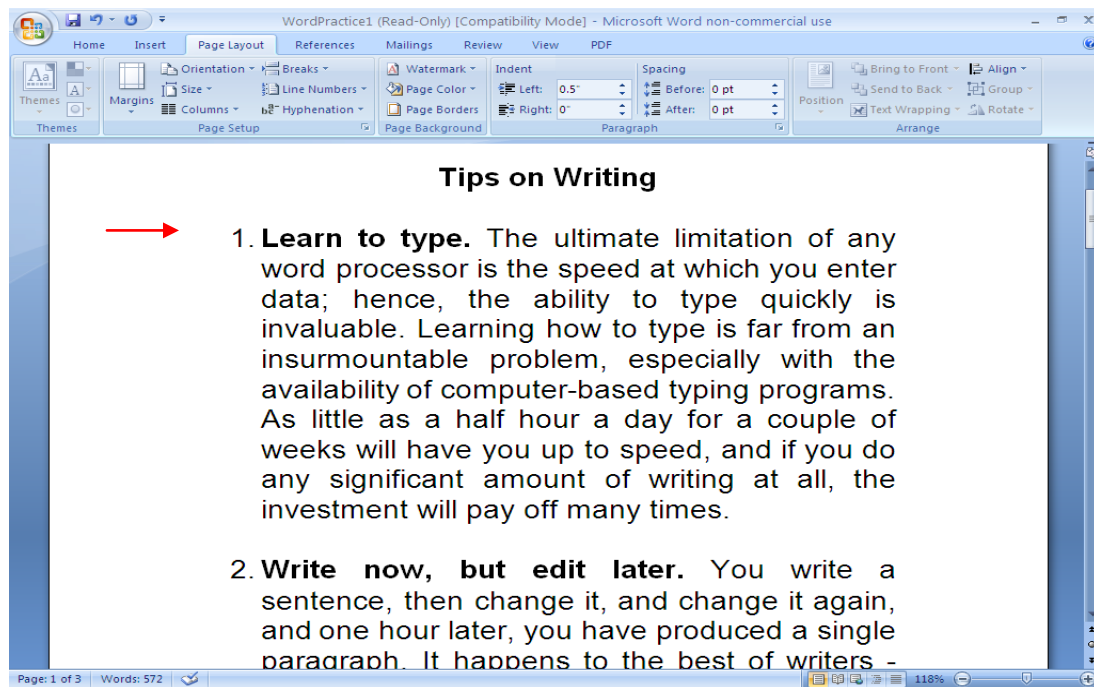 WordPractice1 (Read-Only) [Compatibility Mode] - Microsoft Word non-commercial use
Home Insert Page Layout References Mailings Review View PDF
Aa Orientation Breaks Watermark Indent Spacing Bring to Front Align
Themes Margins Size Line Numbers Page Color Left: 0.5" Before: 0 pt Position Send to Back Group
Columns Hyphenation Page Borders Right: 0" After: 0 pt Text Wrapping Rotate
Themes Page Setup Page Background Paragraph Arrange
Tips on Writing
1. Learn to type. The ultimate limitation of any
word processor is the speed at which you enter
data; hence, the ability to type quickly is
invaluable. Learning how to type is far from an
insurmountable problem, especially with the
availability of computer-based typing programs.
As little as a half hour a day for a couple of
weeks will have you up to speed, and if you do
any significant amount of writing at all, the
investment will pay off many times.
2. Write now, but edit later. You write a
sentence, then change it, and change it again,
and one hour later, you have produced a single
paragraph. It happens to the best of writers -
Page: 1 of 3 Words: 572 118%